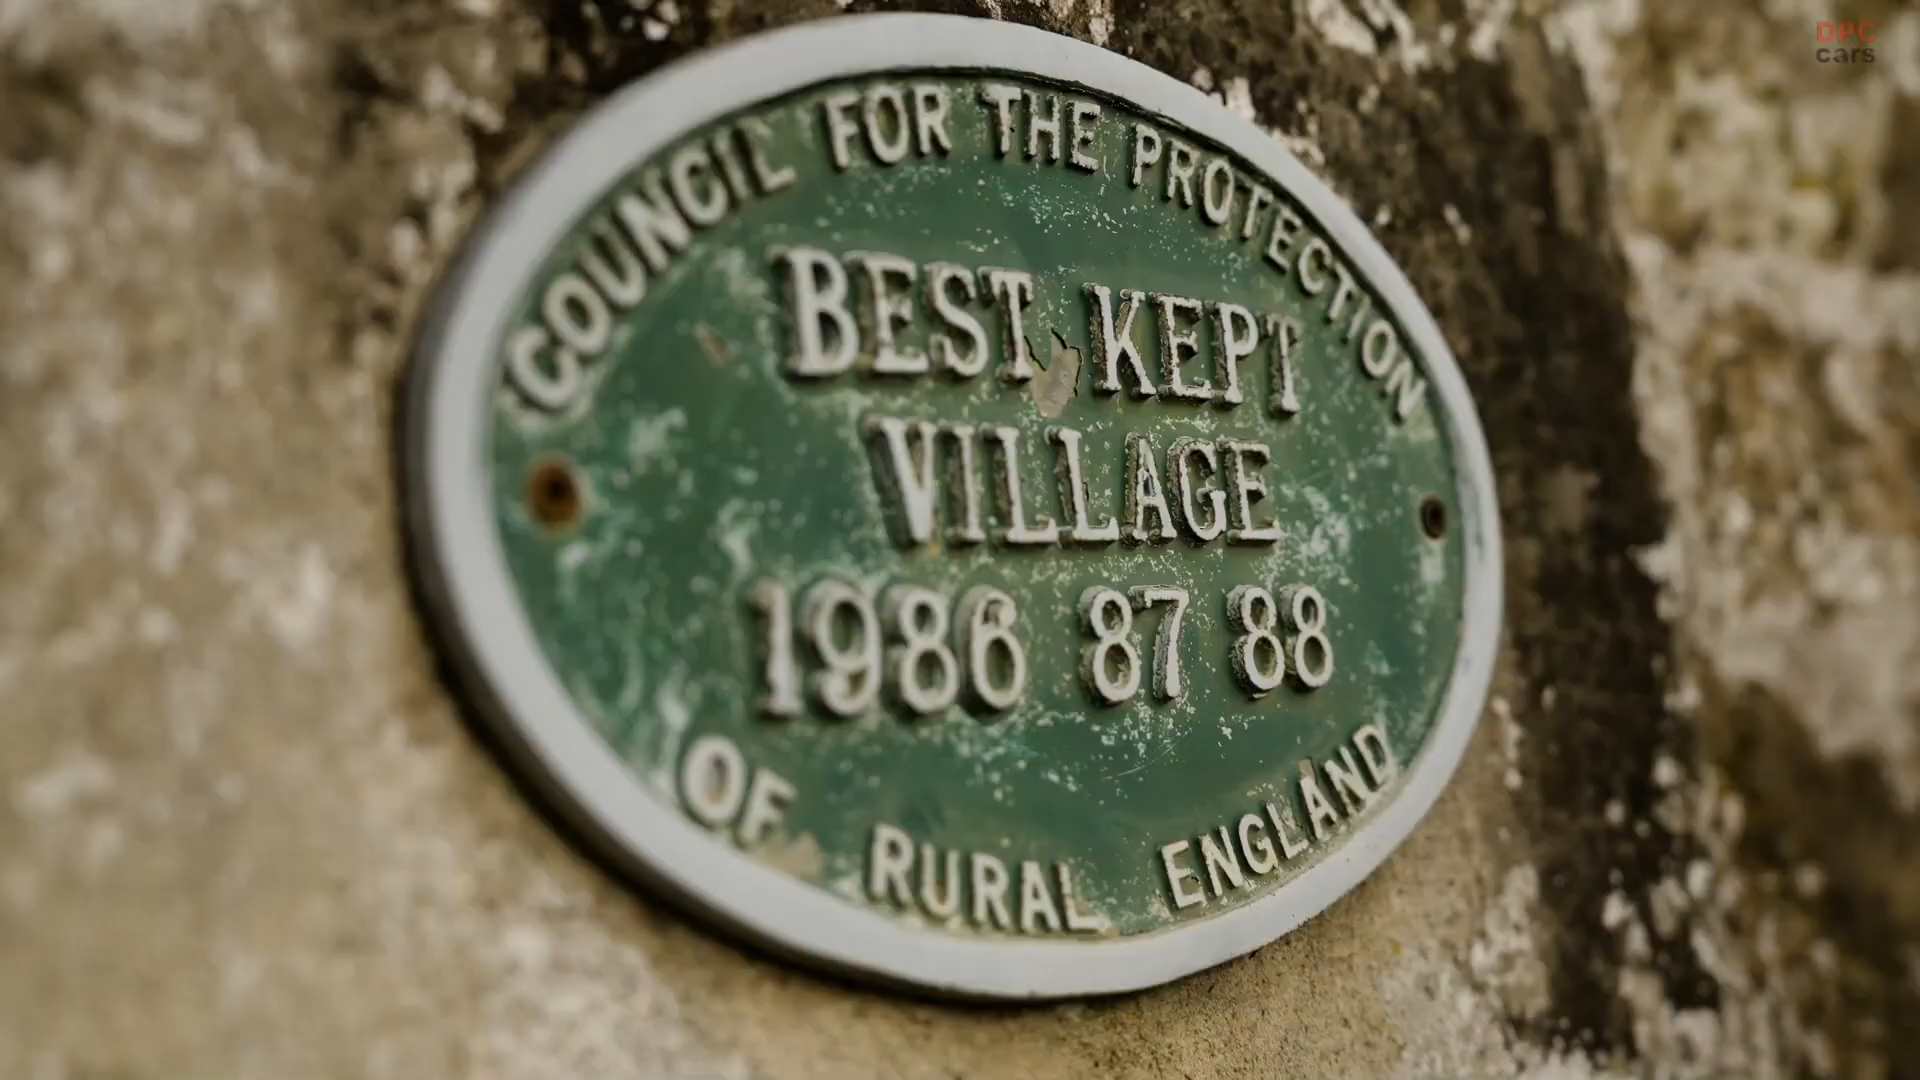 COUNCIL FOR THE PROTECTION
BEST KEPT
VILLAGE
1986 87 88
OF RURAL ENGLAND
DPC
cars